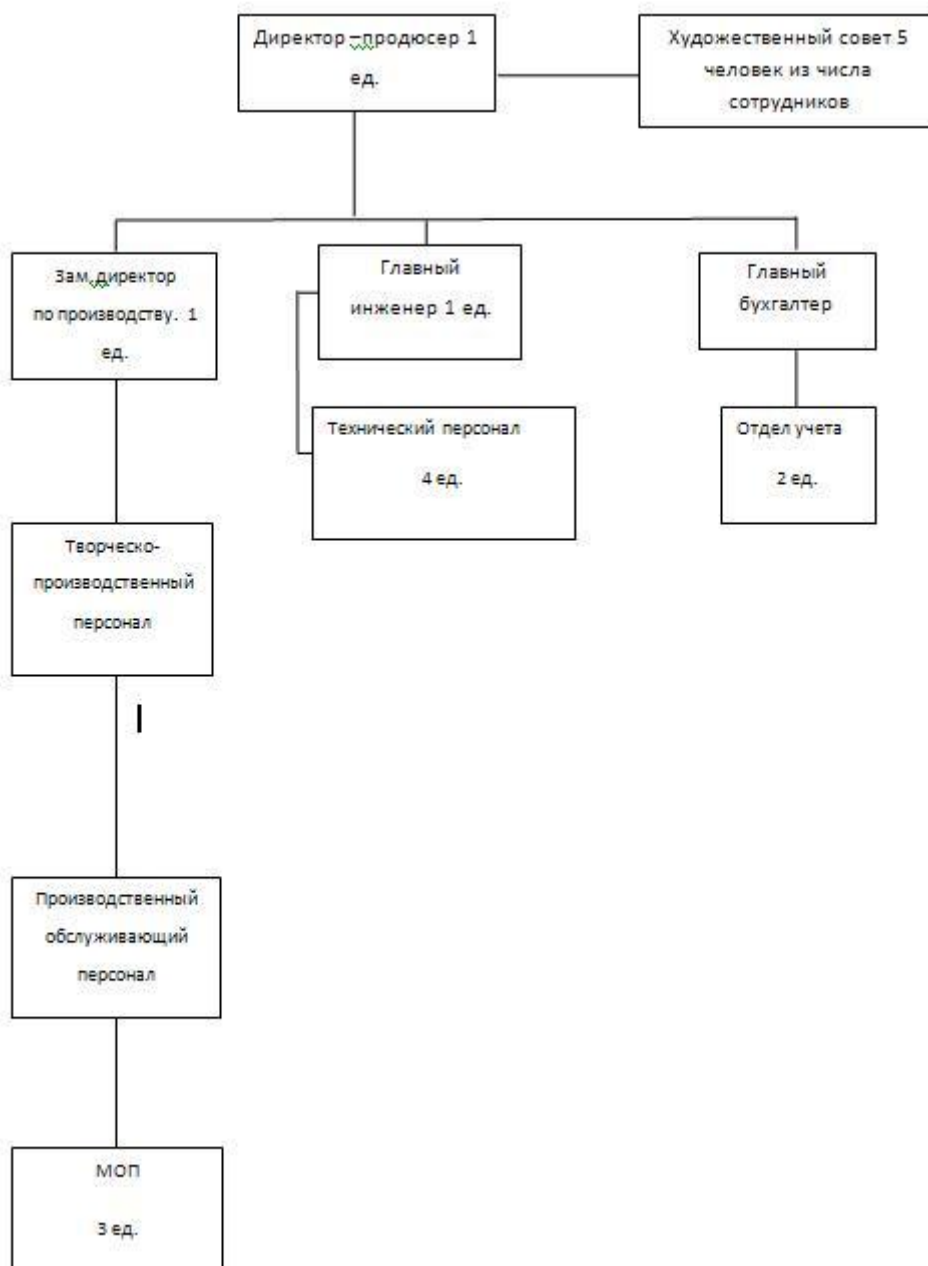 Директор –продюсер 1
ед.
Художественный совет 5
человек из числа
сотрудников
Зам.директор
по производству. 1
ед.
Главный
инженер 1 ед.
Главный
бухгалтер
Технический персонал
4 ед.
Отдел учета
2 ед.
Творческо-
производственный
персонал
Производственный
обслуживающий
персонал
МОП
3 ед.